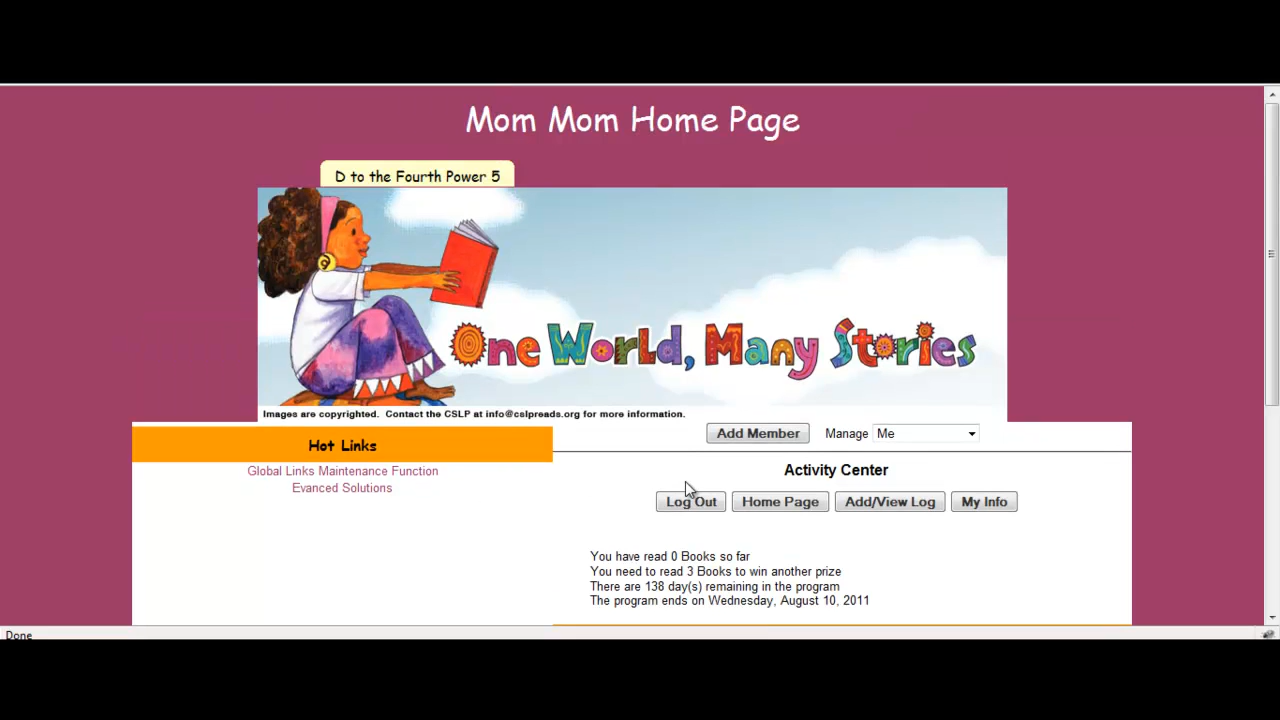 Mom Mom Home Page
D to the Fourth Power 5
One World, Many Stories
Images are copyrighted. Contact the CSLP at info@cslpreads.org for more information.
Hot Links
Global Links Maintenance Function
Evanced Solutions
Add Member Manage Me
Activity Center
Log Out Home Page Add/View Log My Info
You have read 0 Books so far
You need to read 3 Books to win another prize
There are 138 day(s) remaining in the program
The program ends on Wednesday, August 10, 2011
Done